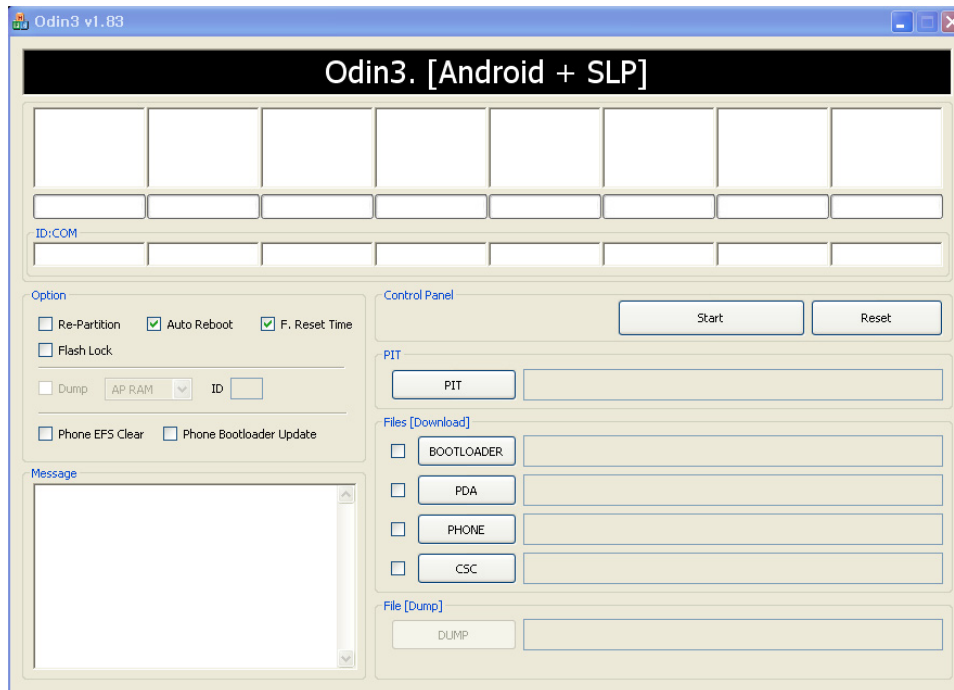 Odin3 v1.83
Odin3. [Android + SLP]
ID:COM
Option
Re-Partition Auto Reboot F. Reset Time
Flash Lock
Dump AP RAM ID
Phone EFS Clear Phone Bootloader Update
Message
Control Panel
Start Reset
PIT
PIT
Files [Download]
BOOTLOADER
PDA
PHONE
CSC
File [Dump]
DUMP